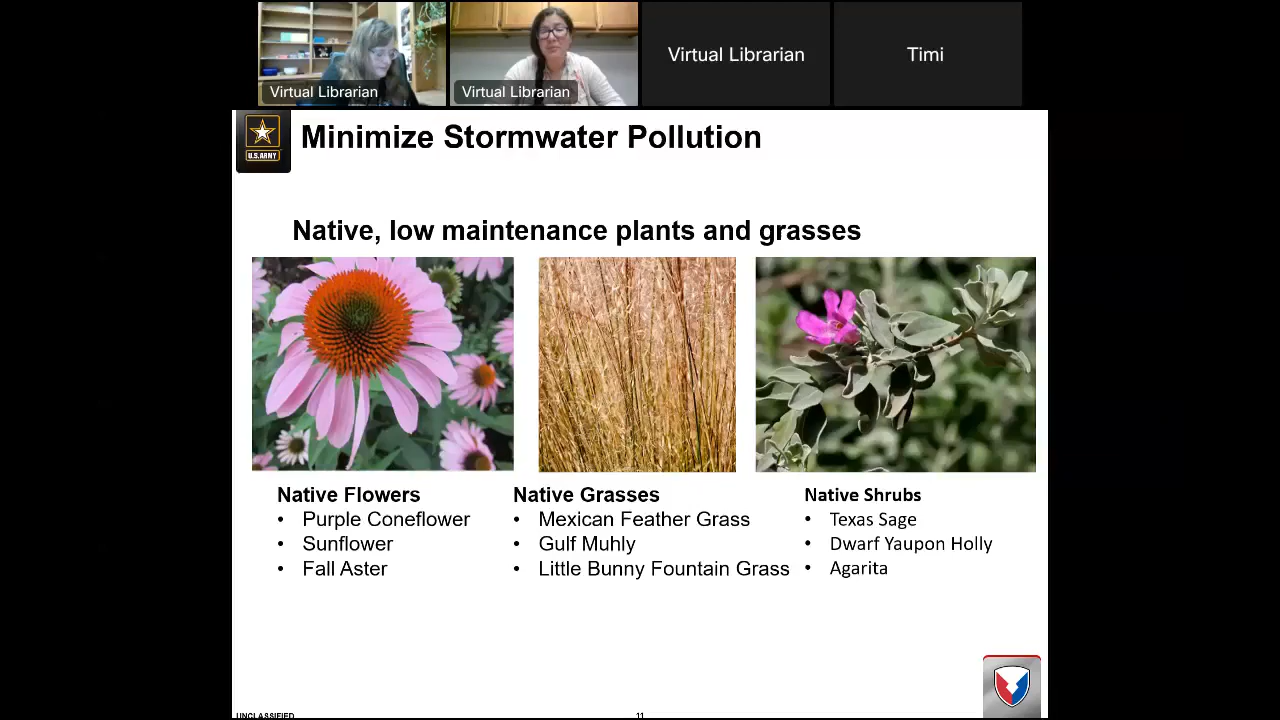 Virtual Librarian
Virtual Librarian
Virtual Librarian
Timi
U.S.ARMY
Minimize Stormwater Pollution
Native, low maintenance plants and grasses
Native Flowers
• Purple Coneflower
• Sunflower
• Fall Aster
Native Grasses
• Mexican Feather Grass
• Gulf Muhly
• Little Bunny Fountain Grass
Native Shrubs
• Texas Sage
• Dwarf Yaupon Holly
• Agarita
UNCLASSIFIED
11